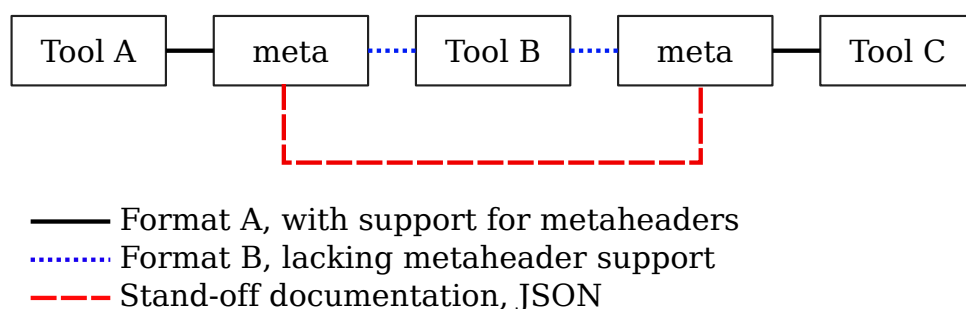 Tool A meta Tool B meta Tool C
Format A, with support for metaheaders
Format B, lacking metaheader support
Stand-off documentation, JSON